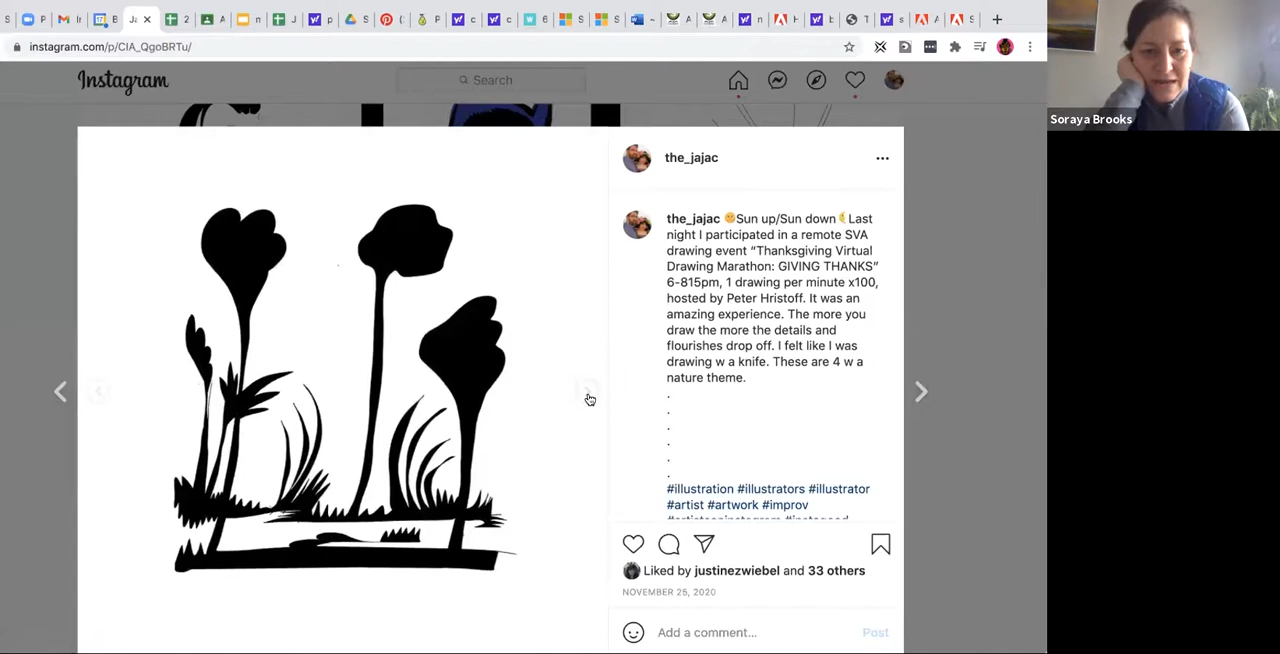 instagram.com/p/CIA_QgoBRTu/
Instagram
Search
Soraya Brooks
the_jajac
the_jajac 🌞Sun up/Sun down🌜Last
night I participated in a remote SVA
drawing event “Thanksgiving Virtual
Drawing Marathon: GIVING THANKS”
6-815pm, 1 drawing per minute x100,
hosted by Peter Hristoff. It was an
amazing experience. The more you
draw the more the details and
flourishes drop off. I felt like I was
drawing w a knife. These are 4 w a
nature theme.
.
.
.
.
.
.
#illustration #illustrators #illustrator
#artist #artwork #improv
Liked by justinezwiebel and 33 others
NOVEMBER 25, 2020
Add a comment...
Post